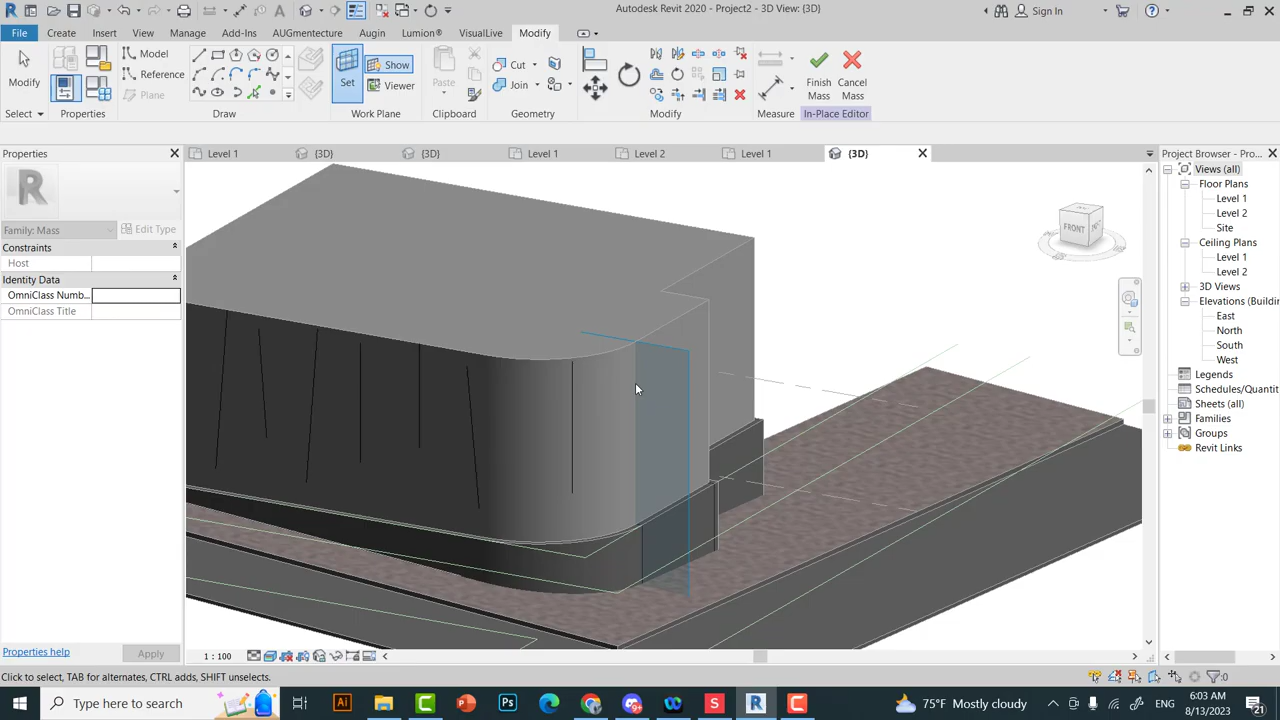 Autodesk Revit 2020 - Project2 - 3D View: {3D}
Sign In
File
Create
Insert
View
Manage
Add-Ins
AUGmenture
Augin
Lumion®
VisualLive
Modify
Modify
Select
Properties
Model
Reference
Plane
Draw
Set
Show
Viewer
Work Plane
Paste
Clipboard
Cut
Join
Geometry
Modify
Measure
Finish Mass
Cancel Mass
In-Place Editor
Properties
Level 1
{3D}
{3D}
Level 1
Level 2
Level 1
{3D}
Project Browser - Pro...
R
Family: Mass
Edit Type
Constraints
Host
Identity Data
OmniClass Numb...
OmniClass Title
Properties help
Apply
FRONT
Views (all)
Floor Plans
Level 1
Level 2
Site
Ceiling Plans
Level 1
Level 2
3D Views
Elevations (Buildin
East
North
South
West
Legends
Schedules/Quantit
Sheets (all)
Families
Groups
Revit Links
1 : 100
Click to select, TAB for alternates, CTRL adds, SHIFT unselects.
:0
Type here to search
Ai
Ps
S
R
75°F Mostly cloudy
ENG
6:03 AM
8/13/2023
21